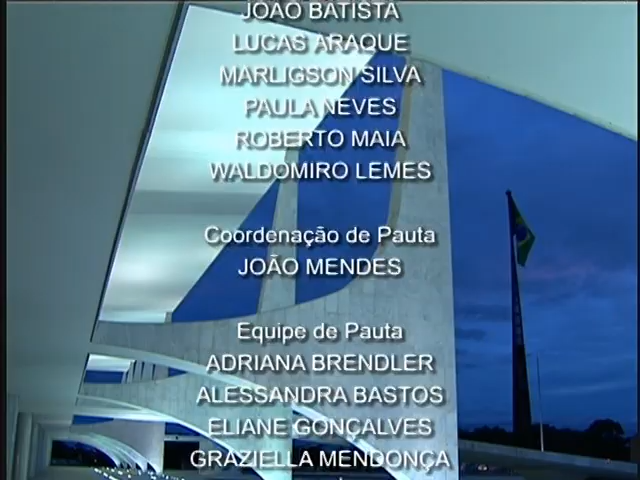 JOÃO BATISTA
LUCAS ARAQUE
MARLIGSON SILVA
PAULA NEVES
ROBERTO MAIA
WALDOMIRO LEMES
Coordenação de Pauta
JOÃO MENDES
Equipe de Pauta
ADRIANA BRENDLER
ALESSANDRA BASTOS
ELIANE GONÇALVES
GRAZIELLA MENDONÇA